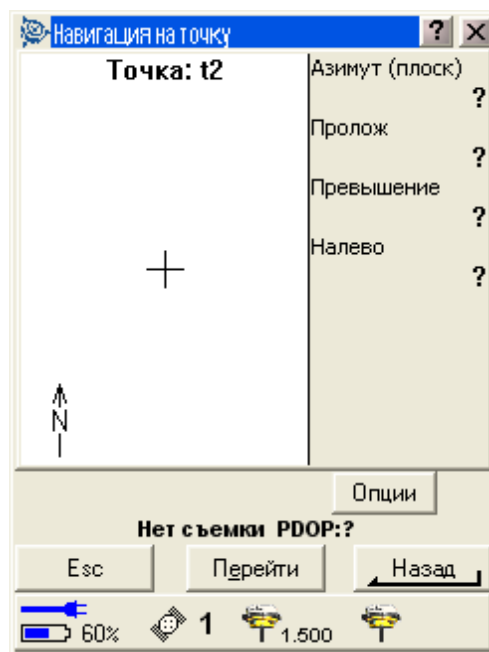 Навигация на точку ? X
Точка: t2
Азимут (плоск)
?
Пролож
?
Превышение
?
Налево
?
N
Опции
Нет съемки PDOP:?
Esc Перейти Назад
60% 1 1.500